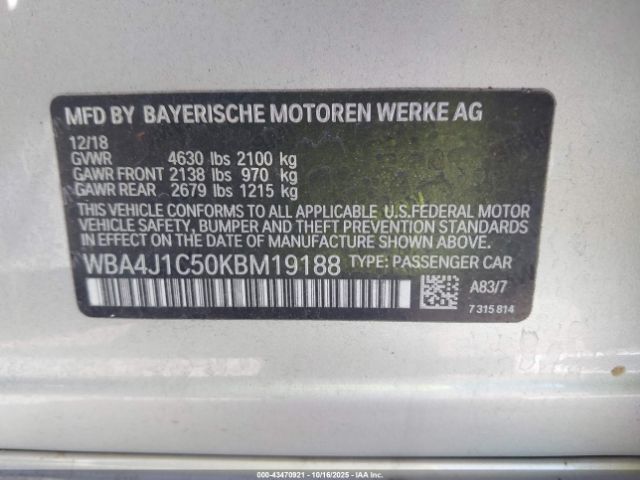 MFD BY BAYERISCHE MOTOREN WERKE AG
12/18
GVWR 4630 lbs 2100 kg
GAWR FRONT 2138 lbs 970 kg
GAWR REAR 2679 lbs 1215 kg
THIS VEHICLE CONFORMS TO ALL APPLICABLE U.S.FEDERAL MOTOR
VEHICLE SAFETY, BUMPER AND THEFT PREVENTION STANDARDS
IN EFFECT ON THE DATE OF MANUFACTURE SHOWN ABOVE.
WBA4J1C50KBM19188 TYPE: PASSENGER CAR
A83/7
7 315 814
000-43470921 - 10/16/2025 - IAA, Inc.